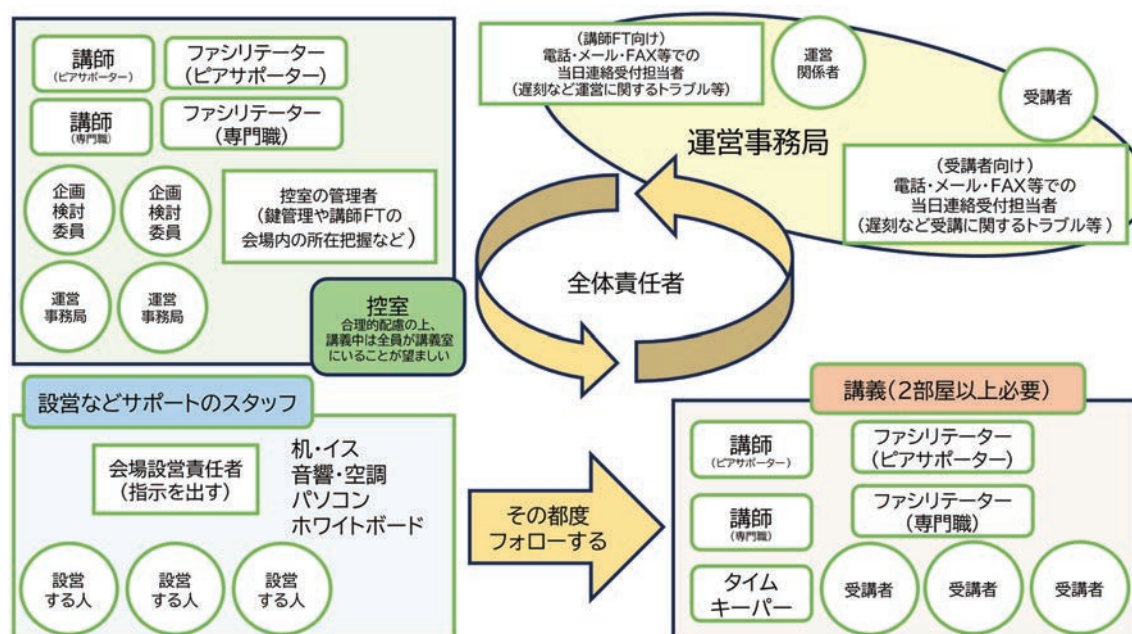 講師
(ピアサポーター)
ファシリテーター
(ピアサポーター)
講師
(専門職)
ファシリテーター
(専門職)
企画
検討
委員
企画
検討
委員
控室の管理者
(鍵管理や講師FTの
会場内の所在把握など)
運営
事務局
運営
事務局
控室
合理的配慮の上、
講義中は全員が講義室
にいることが望ましい
(講師FT向け)
電話・メール・FAX等での
当日連絡受付担当者
(遅刻など運営に関するトラブル等)
運営
関係者
受講者
運営事務局
(受講者向け)
電話・メール・FAX等での
当日連絡受付担当者
(遅刻など受講に関するトラブル等)
全体責任者
設営などサポートのスタッフ
会場設営責任者
(指示を出す)
机・イス
音響・空調
パソコン
ホワイトボード
設営
する人
設営
する人
設営
する人
その都度
フォローする
講義(2部屋以上必要)
講師
(ピアサポーター)
ファシリテーター
(ピアサポーター)
講師
(専門職)
ファシリテーター
(専門職)
タイム
キーパー
受講者
受講者
受講者